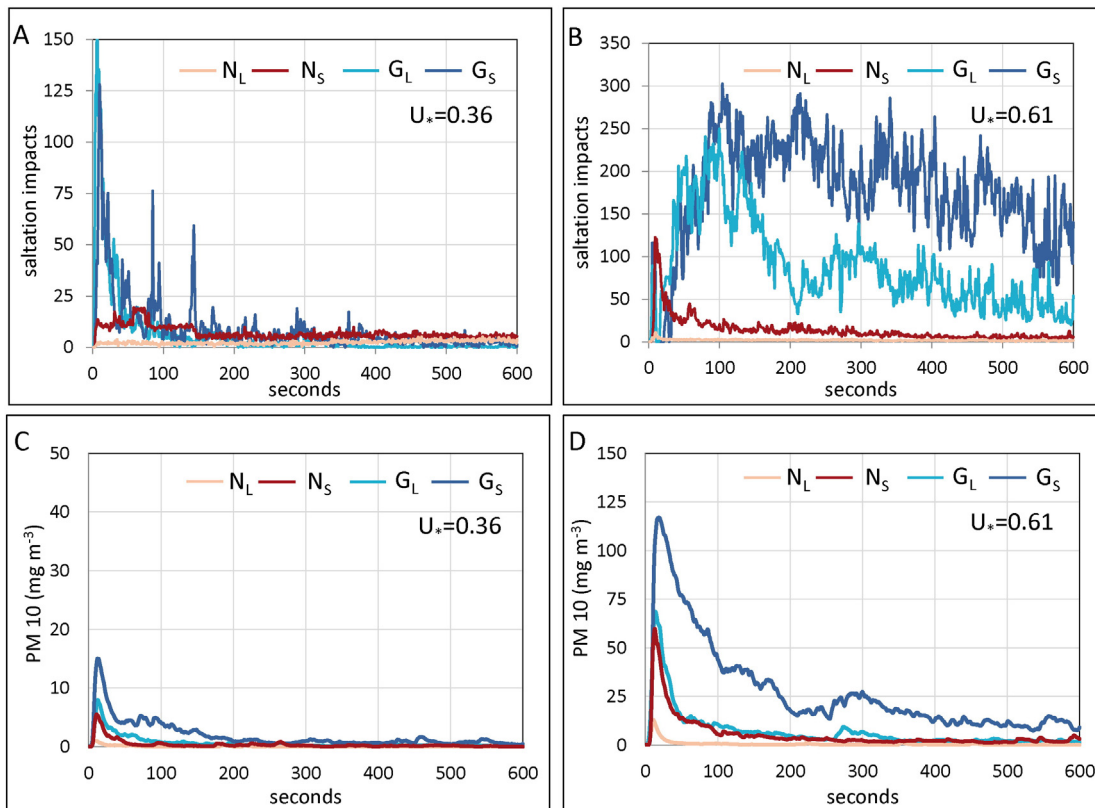 A
150
125
100
75
50
25
0
saltation impacts
N_L N_S G_L G_S
U*=0.36
0 100 200 300 400 500 600
seconds
B
350
300
250
200
150
100
50
0
saltation impacts
N_L N_S G_L G_S
U*=0.61
0 100 200 300 400 500 600
seconds
C
50
40
30
20
10
0
PM 10 (mg m⁻³)
N_L N_S G_L G_S
U*=0.36
0 100 200 300 400 500 600
seconds
D
150
125
100
75
50
25
0
PM 10 (mg m⁻³)
N_L N_S G_L G_S
U*=0.61
0 100 200 300 400 500 600
seconds